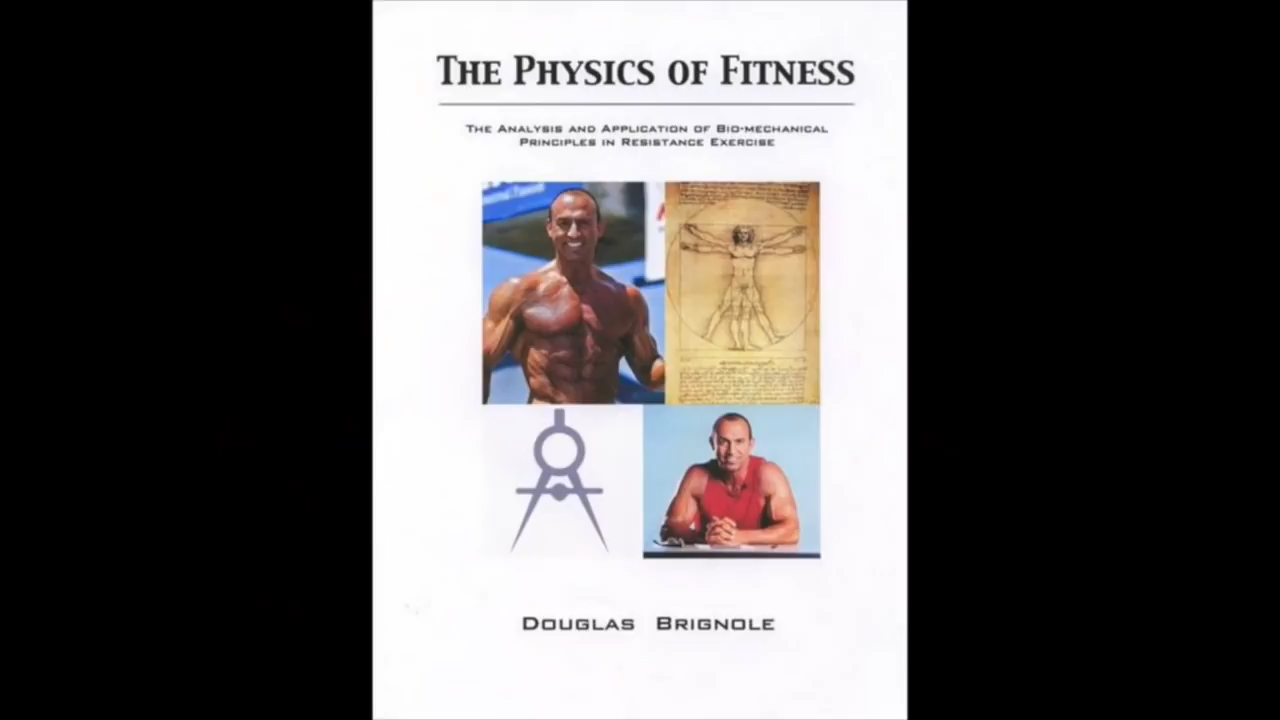 THE PHYSICS OF FITNESS
THE ANALYSIS AND APPLICATION OF BIO-MECHANICAL
PRINCIPLES IN RESISTANCE EXERCISE
DOUGLAS BRIGNOLE